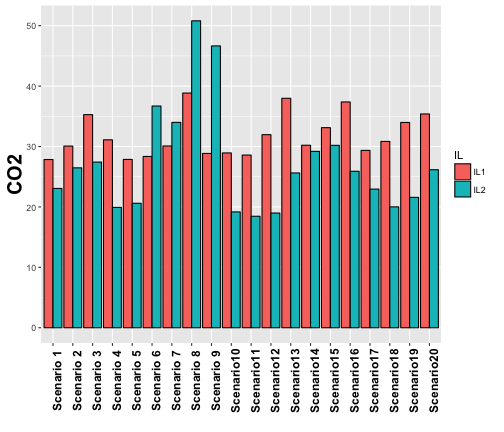 CO2
50
40
30
20
10
0
Scenario 1
Scenario 2
Scenario 3
Scenario 4
Scenario 5
Scenario 6
Scenario 7
Scenario 8
Scenario 9
Scenario10
Scenario11
Scenario12
Scenario13
Scenario14
Scenario15
Scenario16
Scenario17
Scenario18
Scenario19
Scenario20
IL
IL1
IL2